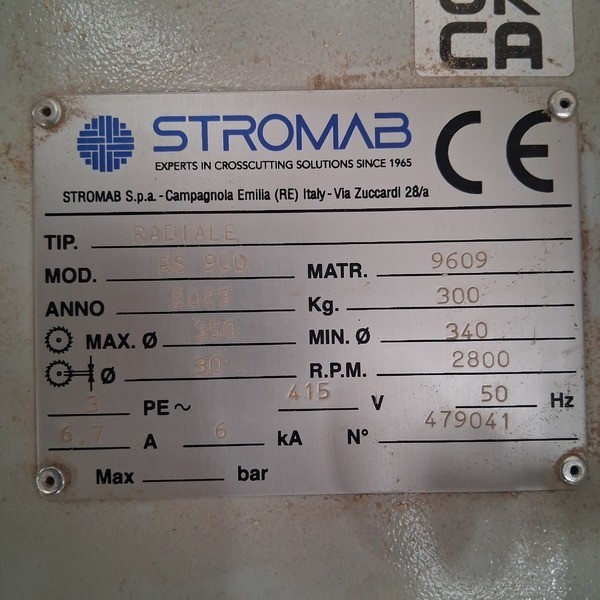 UK
CA
STROMAB
EXPERTS IN CROSSCUTTING SOLUTIONS SINCE 1965
CE
STROMAB S.p.a. - Campagnola Emilia (RE) Italy - Via Zuccardi 28/a
TIP. RADIALE
MOD. RS 900 MATR. 9609
ANNO 2023 Kg. 300
MAX. Ø 350 MIN. Ø 340
Ø 30 R.P.M. 2800
3 PE ~ 415 V 50 Hz
6,7 A 6 kA N° 479041
Max bar